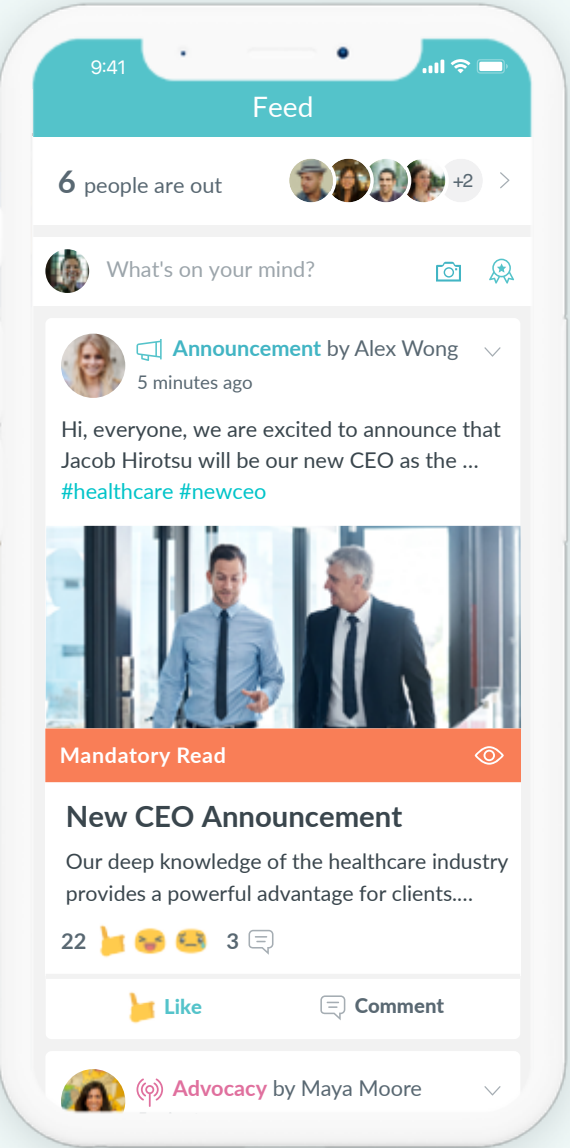 9:41
Feed
6 people are out
+2
What's on your mind?
Announcement by Alex Wong
5 minutes ago
Hi, everyone, we are excited to announce that
Jacob Hirotsu will be our new CEO as the ...
#healthcare #newceo
Mandatory Read
New CEO Announcement
Our deep knowledge of the healthcare industry
provides a powerful advantage for clients....
22 3
Like Comment
Advocacy by Maya Moore